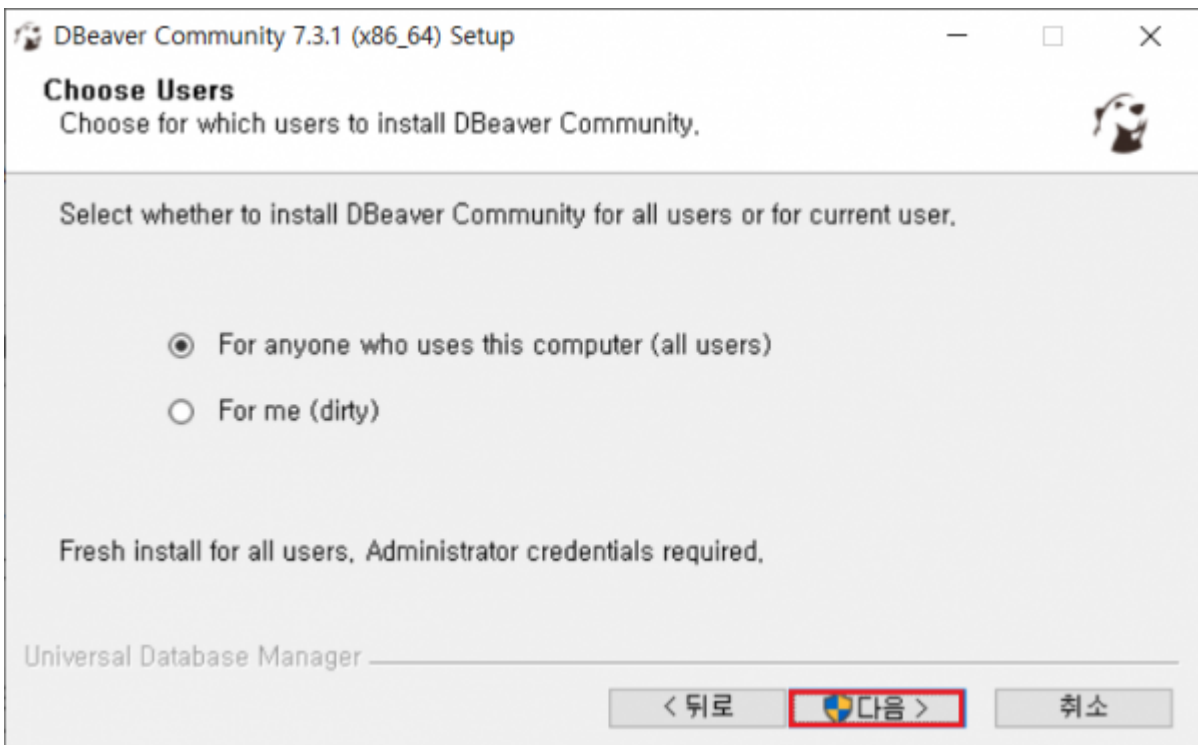 DBeaver Community 7.3.1 (x86_64) Setup
Choose Users
Choose for which users to install DBeaver Community.
Select whether to install DBeaver Community for all users or for current user.
For anyone who uses this computer (all users)
For me (dirty)
Fresh install for all users. Administrator credentials required.
Universal Database Manager
< 뒤로 다음 > 취소